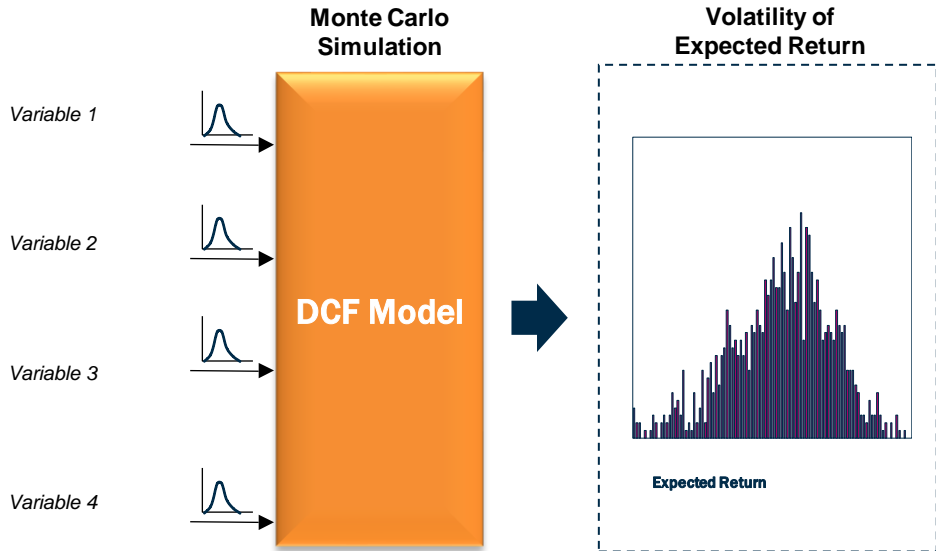 Monte Carlo
Simulation
Volatility of
Expected Return
Variable 1
Variable 2
Variable 3
Variable 4
DCF Model
Expected Return